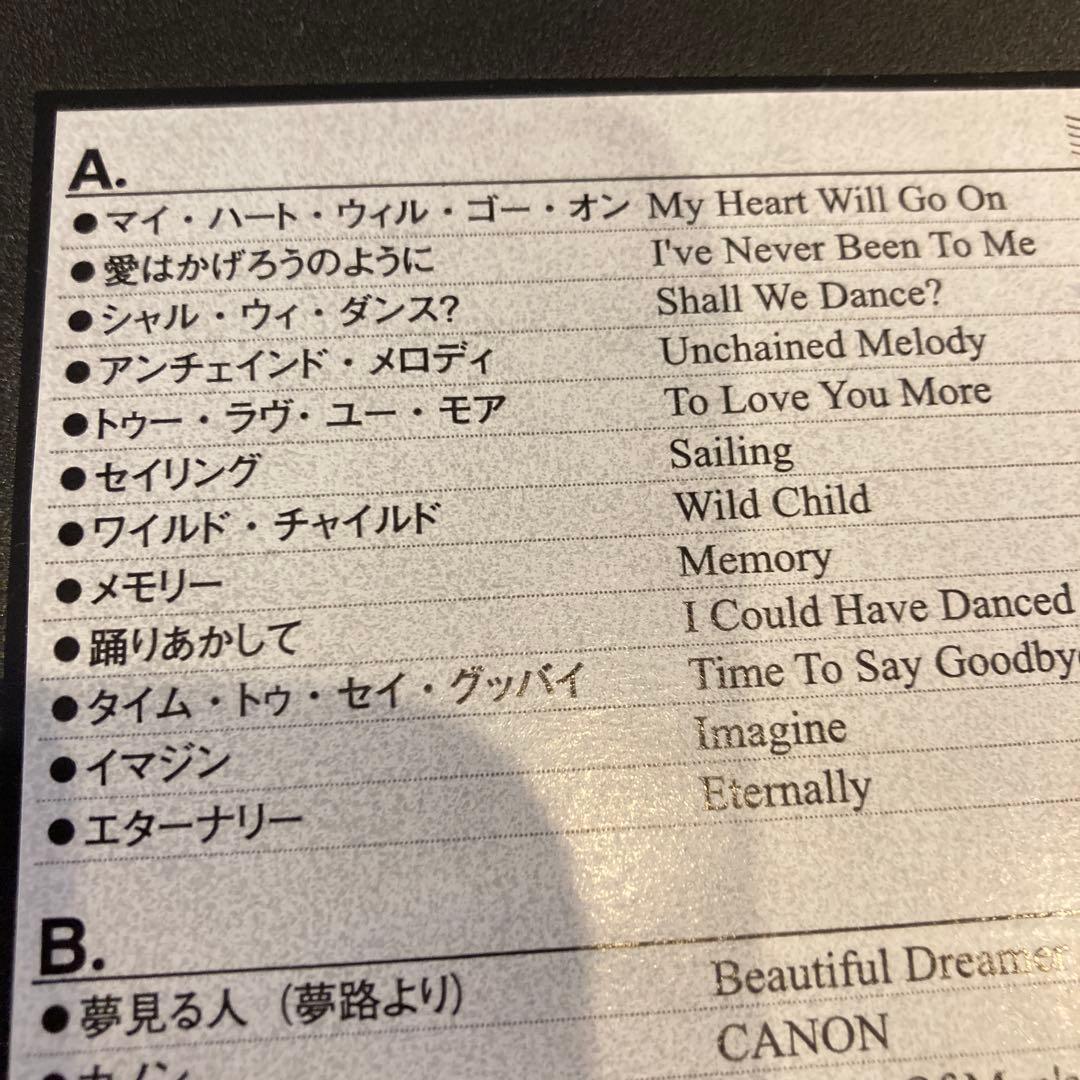 A.
●マイ・ハート・ウィル・ゴー・オン My Heart Will Go On
●愛はかげろうのように I've Never Been To Me
●シャル・ウィ・ダンス? Shall We Dance?
●アンチェインド・メロディ Unchained Melody
●トゥー・ラヴ・ユー・モア To Love You More
●セイリング Sailing
●ワイルド・チャイルド Wild Child
●メモリー Memory
●踊りあかして I Could Have Danced
●タイム・トゥ・セイ・グッバイ Time To Say Goodbye
●イマジン Imagine
●エターナリー Eternally
B.
●夢見る人 (夢路より) Beautiful Dreamer
●カノン CANON